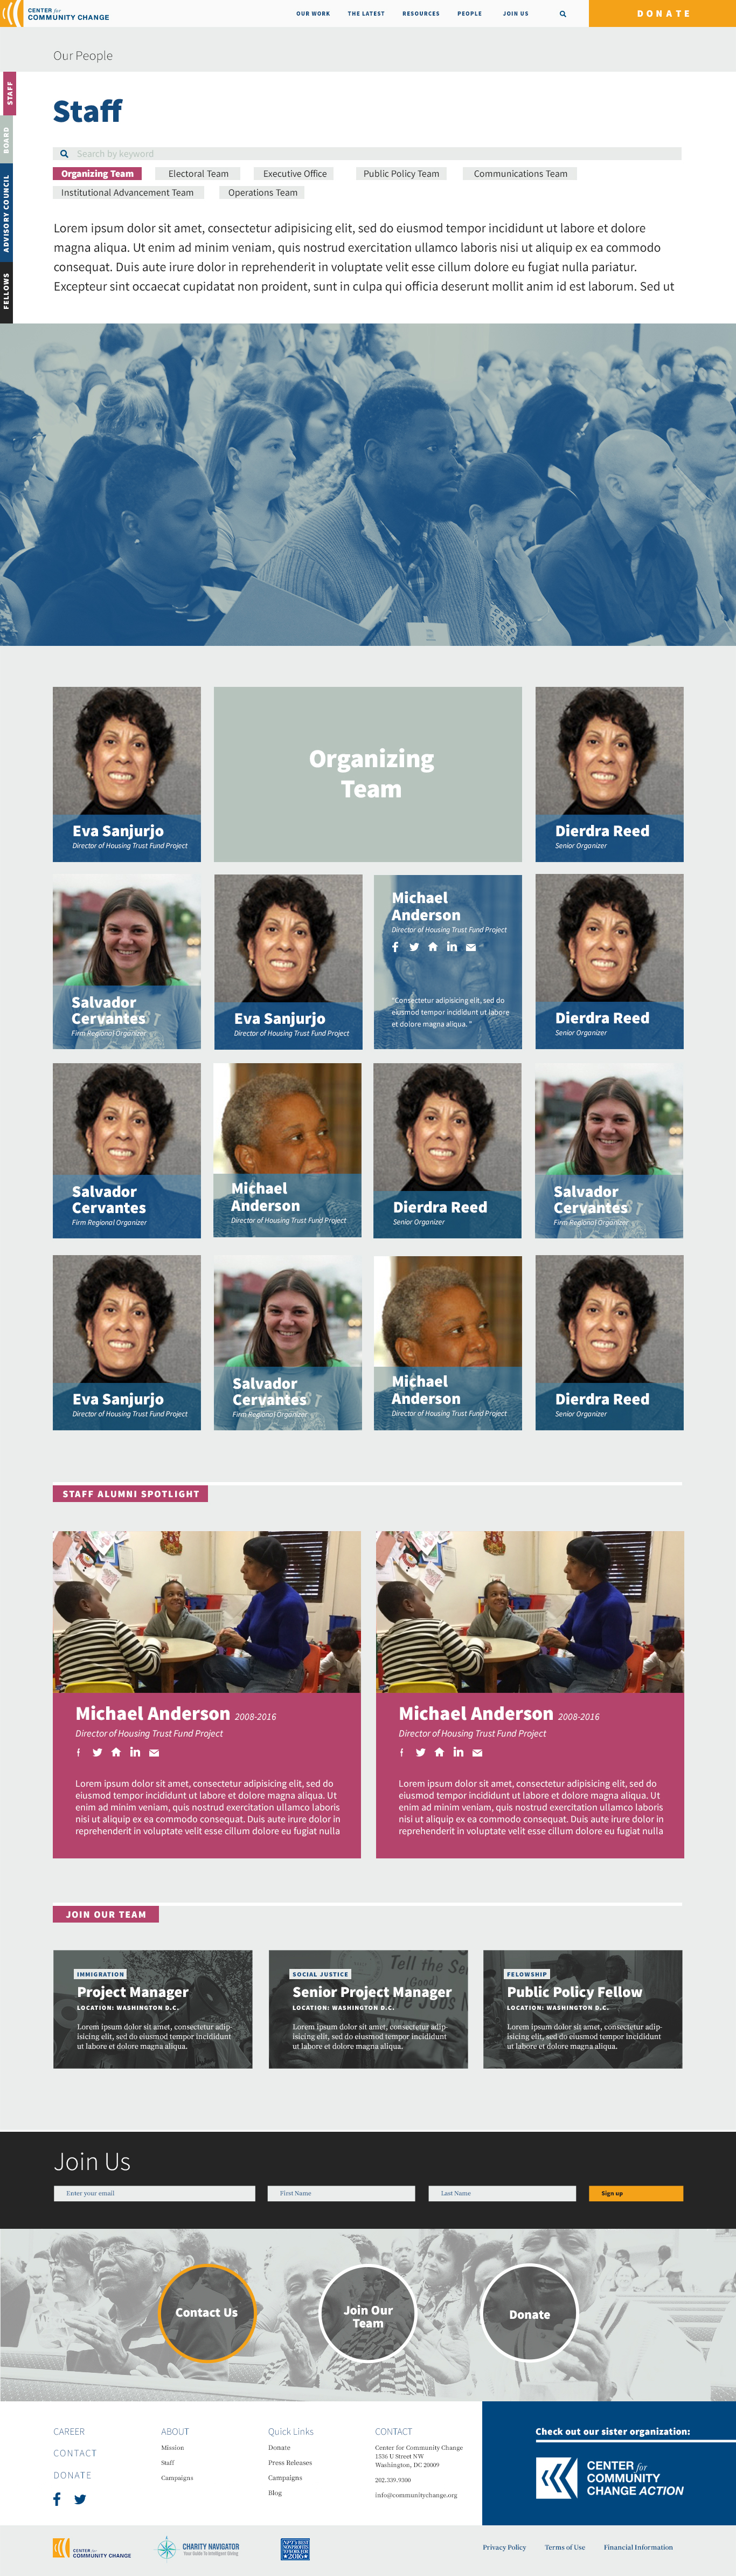 CENTER for
COMMUNITY CHANGE
OUR WORK THE LATEST RESOURCES PEOPLE JOIN US
DONATE
Our People
STAFF
BOARD
ADVISORY COUNCIL
FELLOWS
Staff
Search by keyword
Organizing Team Electoral Team Executive Office Public Policy Team Communications Team
Institutional Advancement Team Operations Team
Lorem ipsum dolor sit amet, consectetur adipisicing elit, sed do eiusmod tempor incididunt ut labore et dolore
magna aliqua. Ut enim ad minim veniam, quis nostrud exercitation ullamco laboris nisi ut aliquip ex ea commodo
consequat. Duis aute irure dolor in reprehenderit in voluptate velit esse cillum dolore eu fugiat nulla pariatur.
Excepteur sint occaecat cupidatat non proident, sunt in culpa qui officia deserunt mollit anim id est laborum. Sed ut
Eva Sanjurjo
Director of Housing Trust Fund Project
Organizing
Team
Dierdra Reed
Senior Organizer
Salvador
Cervantes
Firm Regional Organizer
Eva Sanjurjo
Director of Housing Trust Fund Project
Michael
Anderson
Director of Housing Trust Fund Project
"Consectetur adipisicing elit, sed do
eiusmod tempor incididunt ut labore
et dolore magna aliqua. "
Dierdra Reed
Senior Organizer
Salvador
Cervantes
Firm Regional Organizer
Michael
Anderson
Director of Housing Trust Fund Project
Dierdra Reed
Senior Organizer
Salvador
Cervantes
Firm Regional Organizer
Eva Sanjurjo
Director of Housing Trust Fund Project
Salvador
Cervantes
Firm Regional Organizer
Michael
Anderson
Director of Housing Trust Fund Project
Dierdra Reed
Senior Organizer
STAFF ALUMNI SPOTLIGHT
Michael Anderson 2008-2016
Director of Housing Trust Fund Project
Lorem ipsum dolor sit amet, consectetur adipisicing elit, sed do
eiusmod tempor incididunt ut labore et dolore magna aliqua. Ut
enim ad minim veniam, quis nostrud exercitation ullamco laboris
nisi ut aliquip ex ea commodo consequat. Duis aute irure dolor in
reprehenderit in voluptate velit esse cillum dolore eu fugiat nulla
Michael Anderson 2008-2016
Director of Housing Trust Fund Project
Lorem ipsum dolor sit amet, consectetur adipisicing elit, sed do
eiusmod tempor incididunt ut labore et dolore magna aliqua. Ut
enim ad minim veniam, quis nostrud exercitation ullamco laboris
nisi ut aliquip ex ea commodo consequat. Duis aute irure dolor in
reprehenderit in voluptate velit esse cillum dolore eu fugiat nulla
JOIN OUR TEAM
IMMIGRATION
Project Manager
LOCATION: WASHINGTON D.C.
Lorem ipsum dolor sit amet, consectetur adip-
isicing elit, sed do eiusmod tempor incididunt
ut labore et dolore magna aliqua.
Tell the
(Good)
SOCIAL JUSTICE
Senior Project Manager
LOCATION: WASHINGTON D.C.
Lorem ipsum dolor sit amet, consectetur adip-
isicing elit, sed do eiusmod tempor incididunt
ut labore et dolore magna aliqua.
FELOWSHIP
Public Policy Fellow
LOCATION: WASHINGTON D.C.
Lorem ipsum dolor sit amet, consectetur adip-
isicing elit, sed do eiusmod tempor incididunt
ut labore et dolore magna aliqua.
Join Us
Enter your email First Name Last Name Sign up
Contact Us
Join Our
Team
Donate
CAREER
CONTACT
DONATE
ABOUT
Mission
Staff
Campaigns
Quick Links
Donate
Press Releases
Campaigns
Blog
CONTACT
Center for Community Change
1536 U Street NW
Washington, DC 20009
202.339.9300
info@communitychange.org
Check out our sister organization:
CENTER for
COMMUNITY
CHANGE ACTION
CENTER for
COMMUNITY CHANGE
CHARITY NAVIGATOR
Your Guide To Intelligent Giving
NPT'S BEST
NONPROFITS
TO WORK FOR
2016
Privacy Policy Terms of Use Financial Information